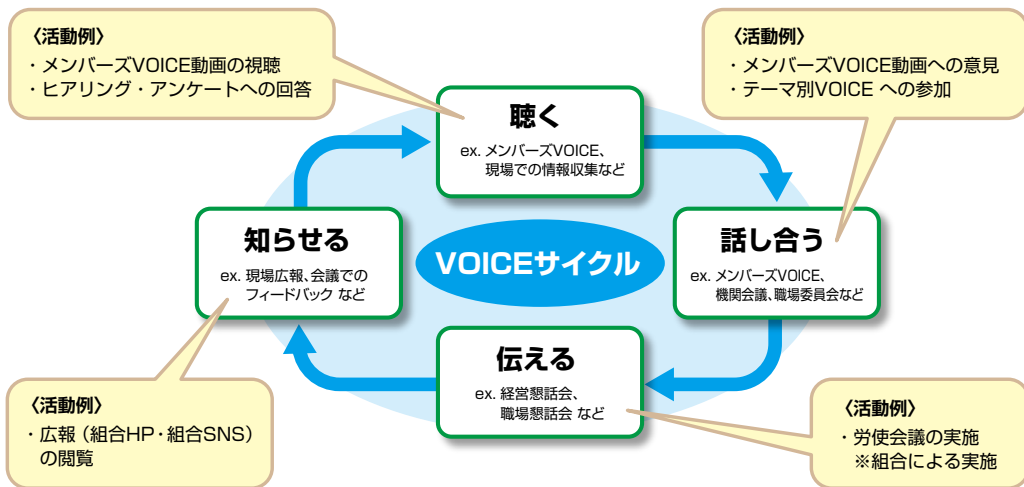 〈活動例〉
・メンバーズVOICE動画の視聴
・ヒアリング・アンケートへの回答
〈活動例〉
・メンバーズVOICE動画への意見
・テーマ別VOICE への参加
聴く
ex. メンバーズVOICE、
現場での情報収集など
知らせる
ex. 現場広報、会議での
フィードバック など
VOICEサイクル
話し合う
ex. メンバーズVOICE、
機関会議、職場委員会など
伝える
ex. 経営懇話会、
職場懇話会 など
〈活動例〉
・広報（組合HP・組合SNS）
の閲覧
〈活動例〉
・労使会議の実施
※組合による実施